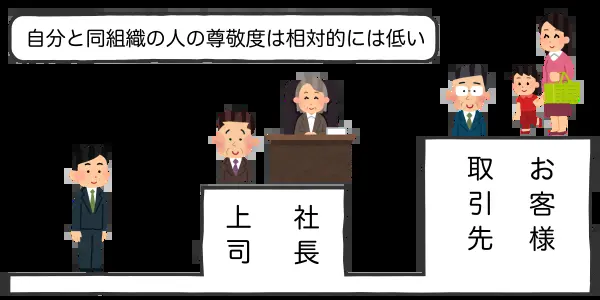 自分と同組織の人の尊敬度は相対的には低い
上司
社長
取引先
お客様